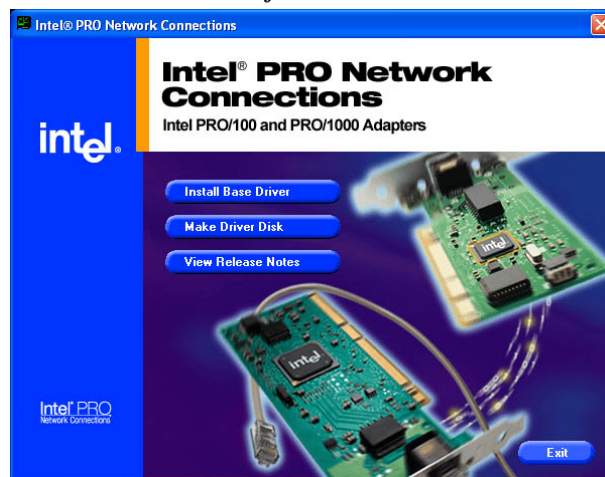 Intel® PRO Network Connections
Intel® PRO Network
Connections
Intel PRO/100 and PRO/1000 Adapters
intel®
Install Base Driver
Make Driver Disk
View Release Notes
intel
intel
Intel® PRO
Network Connections
Exit